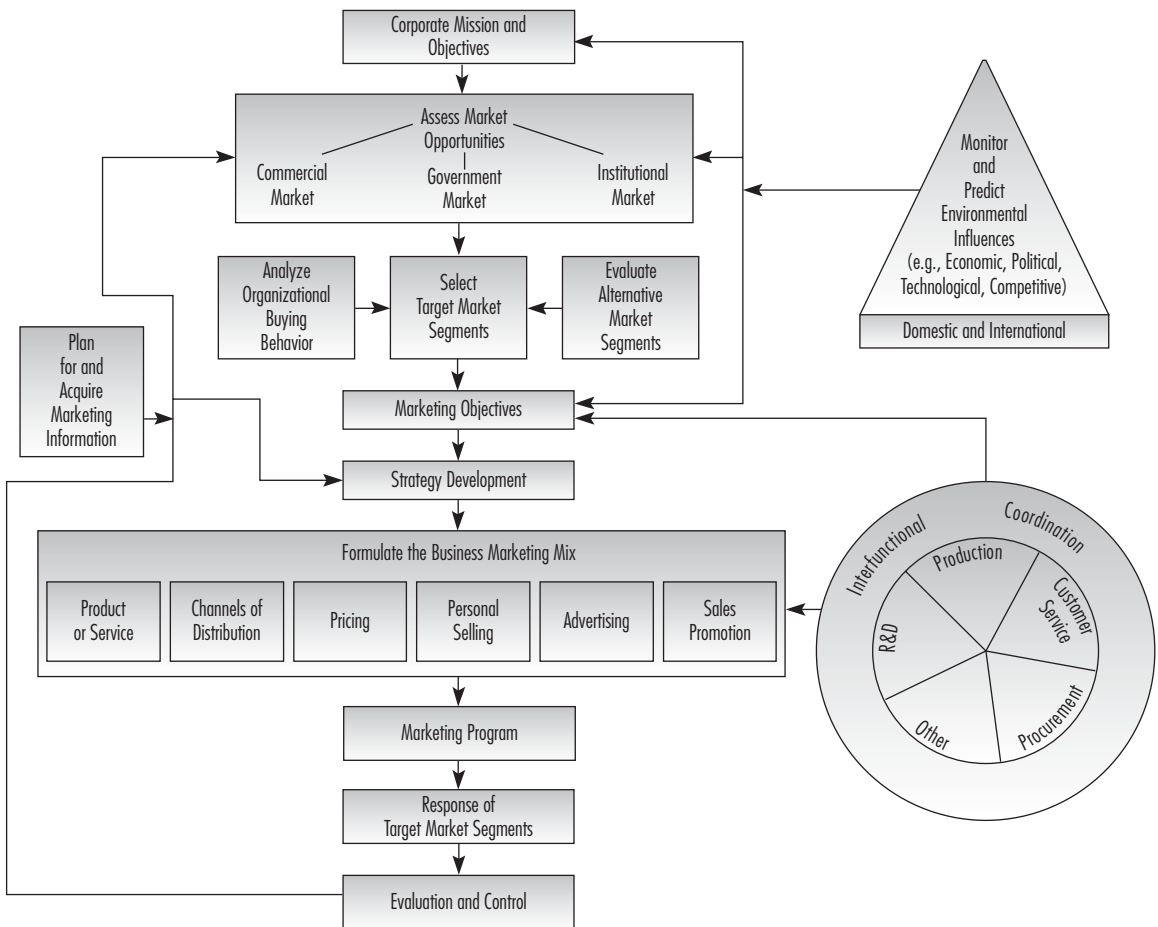 Corporate Mission and
Objectives
Assess Market
Opportunities
Commercial
Market
Government
Market
Institutional
Market
Monitor
and
Predict
Environmental
Influences
(e.g., Economic, Political,
Technological, Competitive)
Domestic and International
Analyze
Organizational
Buying
Behavior
Select
Target Market
Segments
Evaluate
Alternative
Market
Segments
Plan
for and
Acquire
Marketing
Information
Marketing Objectives
Strategy Development
Formulate the Business Marketing Mix
Product
or Service
Channels of
Distribution
Pricing
Personal
Selling
Advertising
Sales
Promotion
Interfunctional
Coordination
Production
Customer
Service
R&D
Other
Procurement
Marketing Program
Response of
Target Market Segments
Evaluation and Control